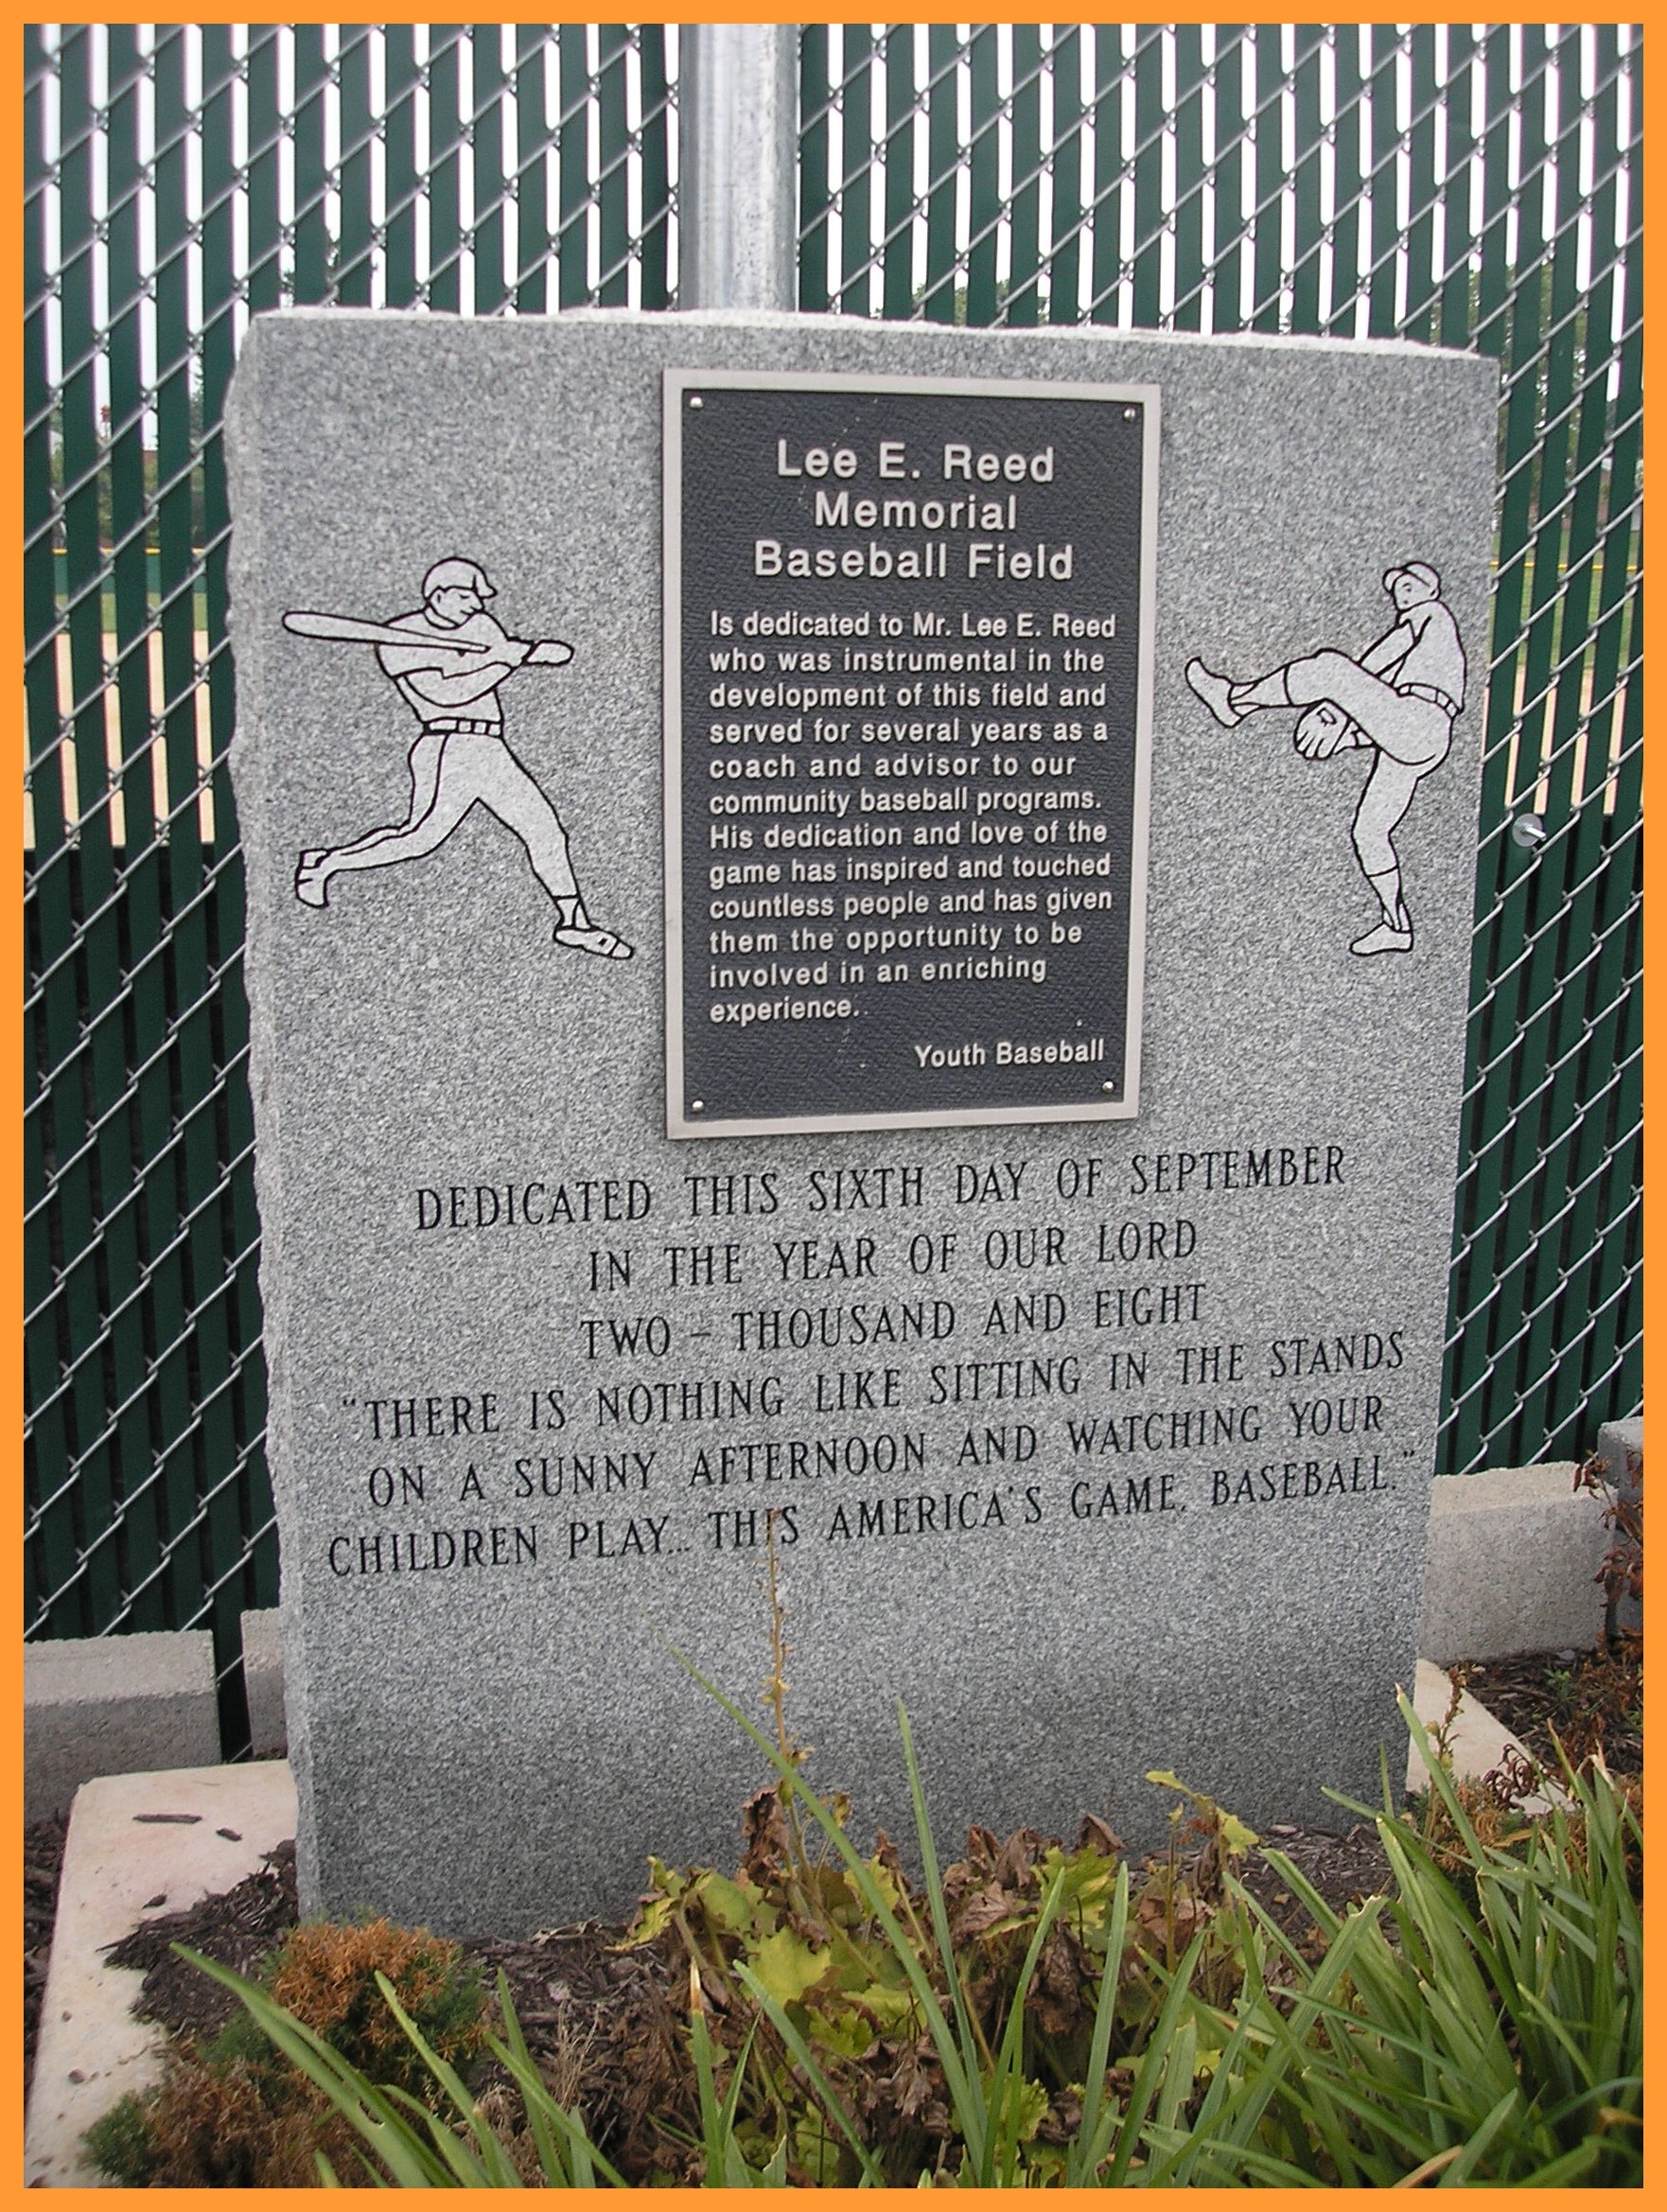 Lee E. Reed
Memorial
Baseball Field
Is dedicated to Mr. Lee E. Reed
who was instrumental in the
development of this field and
served for several years as a
coach and advisor to our
community baseball programs.
His dedication and love of the
game has inspired and touched
countless people and has given
them the opportunity to be
involved in an enriching
experience.
Youth Baseball
DEDICATED THIS SIXTH DAY OF SEPTEMBER
IN THE YEAR OF OUR LORD
TWO - THOUSAND AND EIGHT
"THERE IS NOTHING LIKE SITTING IN THE STANDS
ON A SUNNY AFTERNOON AND WATCHING YOUR
CHILDREN PLAY... THIS AMERICA'S GAME, BASEBALL."